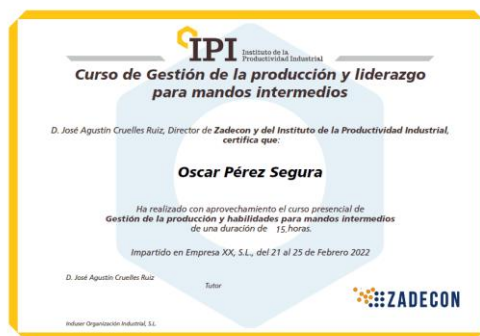 IPI Instituto de la
Productividad Industrial
Curso de Gestión de la producción y liderazgo
para mandos intermedios
D. José Agustín Cruelles Ruiz, Director de Zadecon y del Instituto de la Productividad Industrial,
certifica que:
Oscar Pérez Segura
Ha realizado con aprovechamiento el curso presencial de
Gestión de la producción y habilidades para mandos intermedios
de una duración de 15 horas.
Impartido en Empresa XX, S.L., del 21 al 25 de Febrero 2022
D. José Agustín Cruelles Ruiz
Tutor
ZADECON
Induser Organización Industrial, S.L.